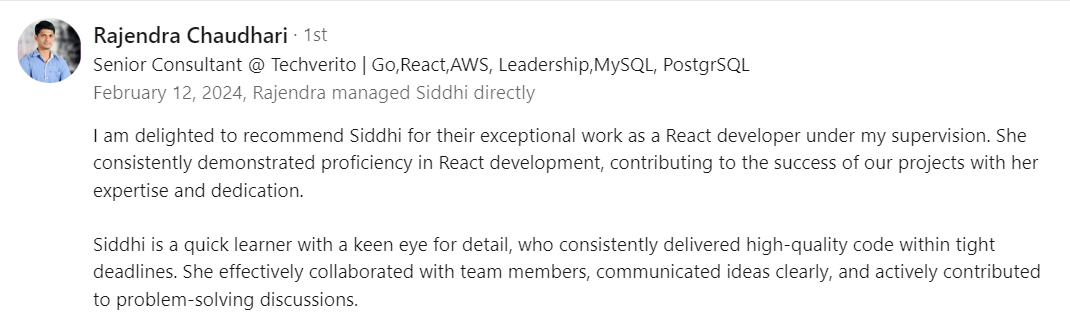 Rajendra Chaudhari · 1st
Senior Consultant @ Techverito | Go,React,AWS, Leadership,MySQL, PostgrSQL
February 12, 2024, Rajendra managed Siddhi directly
I am delighted to recommend Siddhi for their exceptional work as a React developer under my supervision. She
consistently demonstrated proficiency in React development, contributing to the success of our projects with her
expertise and dedication.
Siddhi is a quick learner with a keen eye for detail, who consistently delivered high-quality code within tight
deadlines. She effectively collaborated with team members, communicated ideas clearly, and actively contributed
to problem-solving discussions.